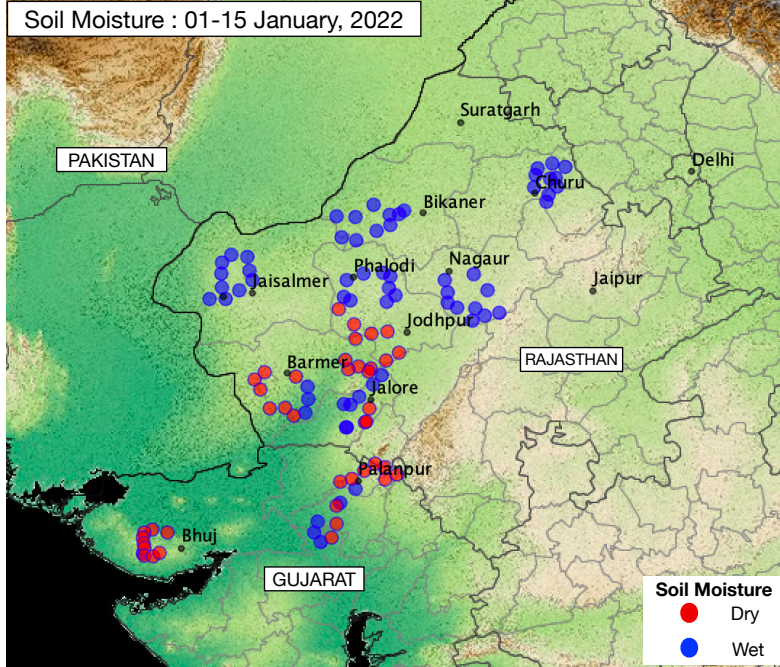 Soil Moisture : 01-15 January, 2022
Suratgarh
PAKISTAN
Delhi
Churu
Bikaner
Phalodi
Nagaur
Jaisalmer
Jaipur
Jodhpur
Barmer
RAJASTHAN
Jalore
Palanpur
Bhuj
GUJARAT
Soil Moisture
Dry
Wet